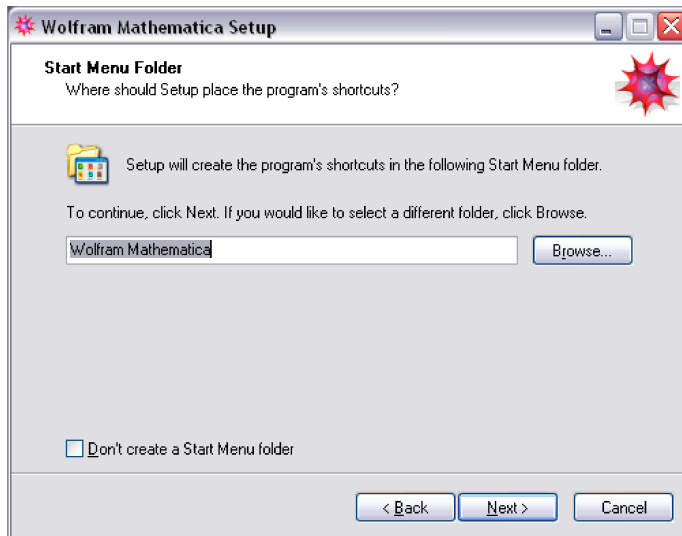 Wolfram Mathematica Setup
Start Menu Folder
Where should Setup place the program's shortcuts?
Setup will create the program's shortcuts in the following Start Menu folder.
To continue, click Next. If you would like to select a different folder, click Browse.
Wolfram Mathematica
Browse...
Don't create a Start Menu folder
< Back
Next >
Cancel